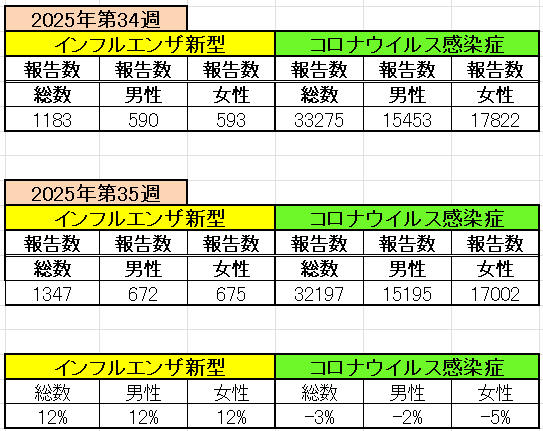 2025年第34週
インフルエンザ新型 コロナウイルス感染症
報告数 報告数 報告数 報告数 報告数 報告数
総数 男性 女性 総数 男性 女性
1183 590 593 33275 15453 17822
2025年第35週
インフルエンザ新型 コロナウイルス感染症
報告数 報告数 報告数 報告数 報告数 報告数
総数 男性 女性 総数 男性 女性
1347 672 675 32197 15195 17002
インフルエンザ新型 コロナウイルス感染症
総数 男性 女性 総数 男性 女性
12% 12% 12% -3% -2% -5%